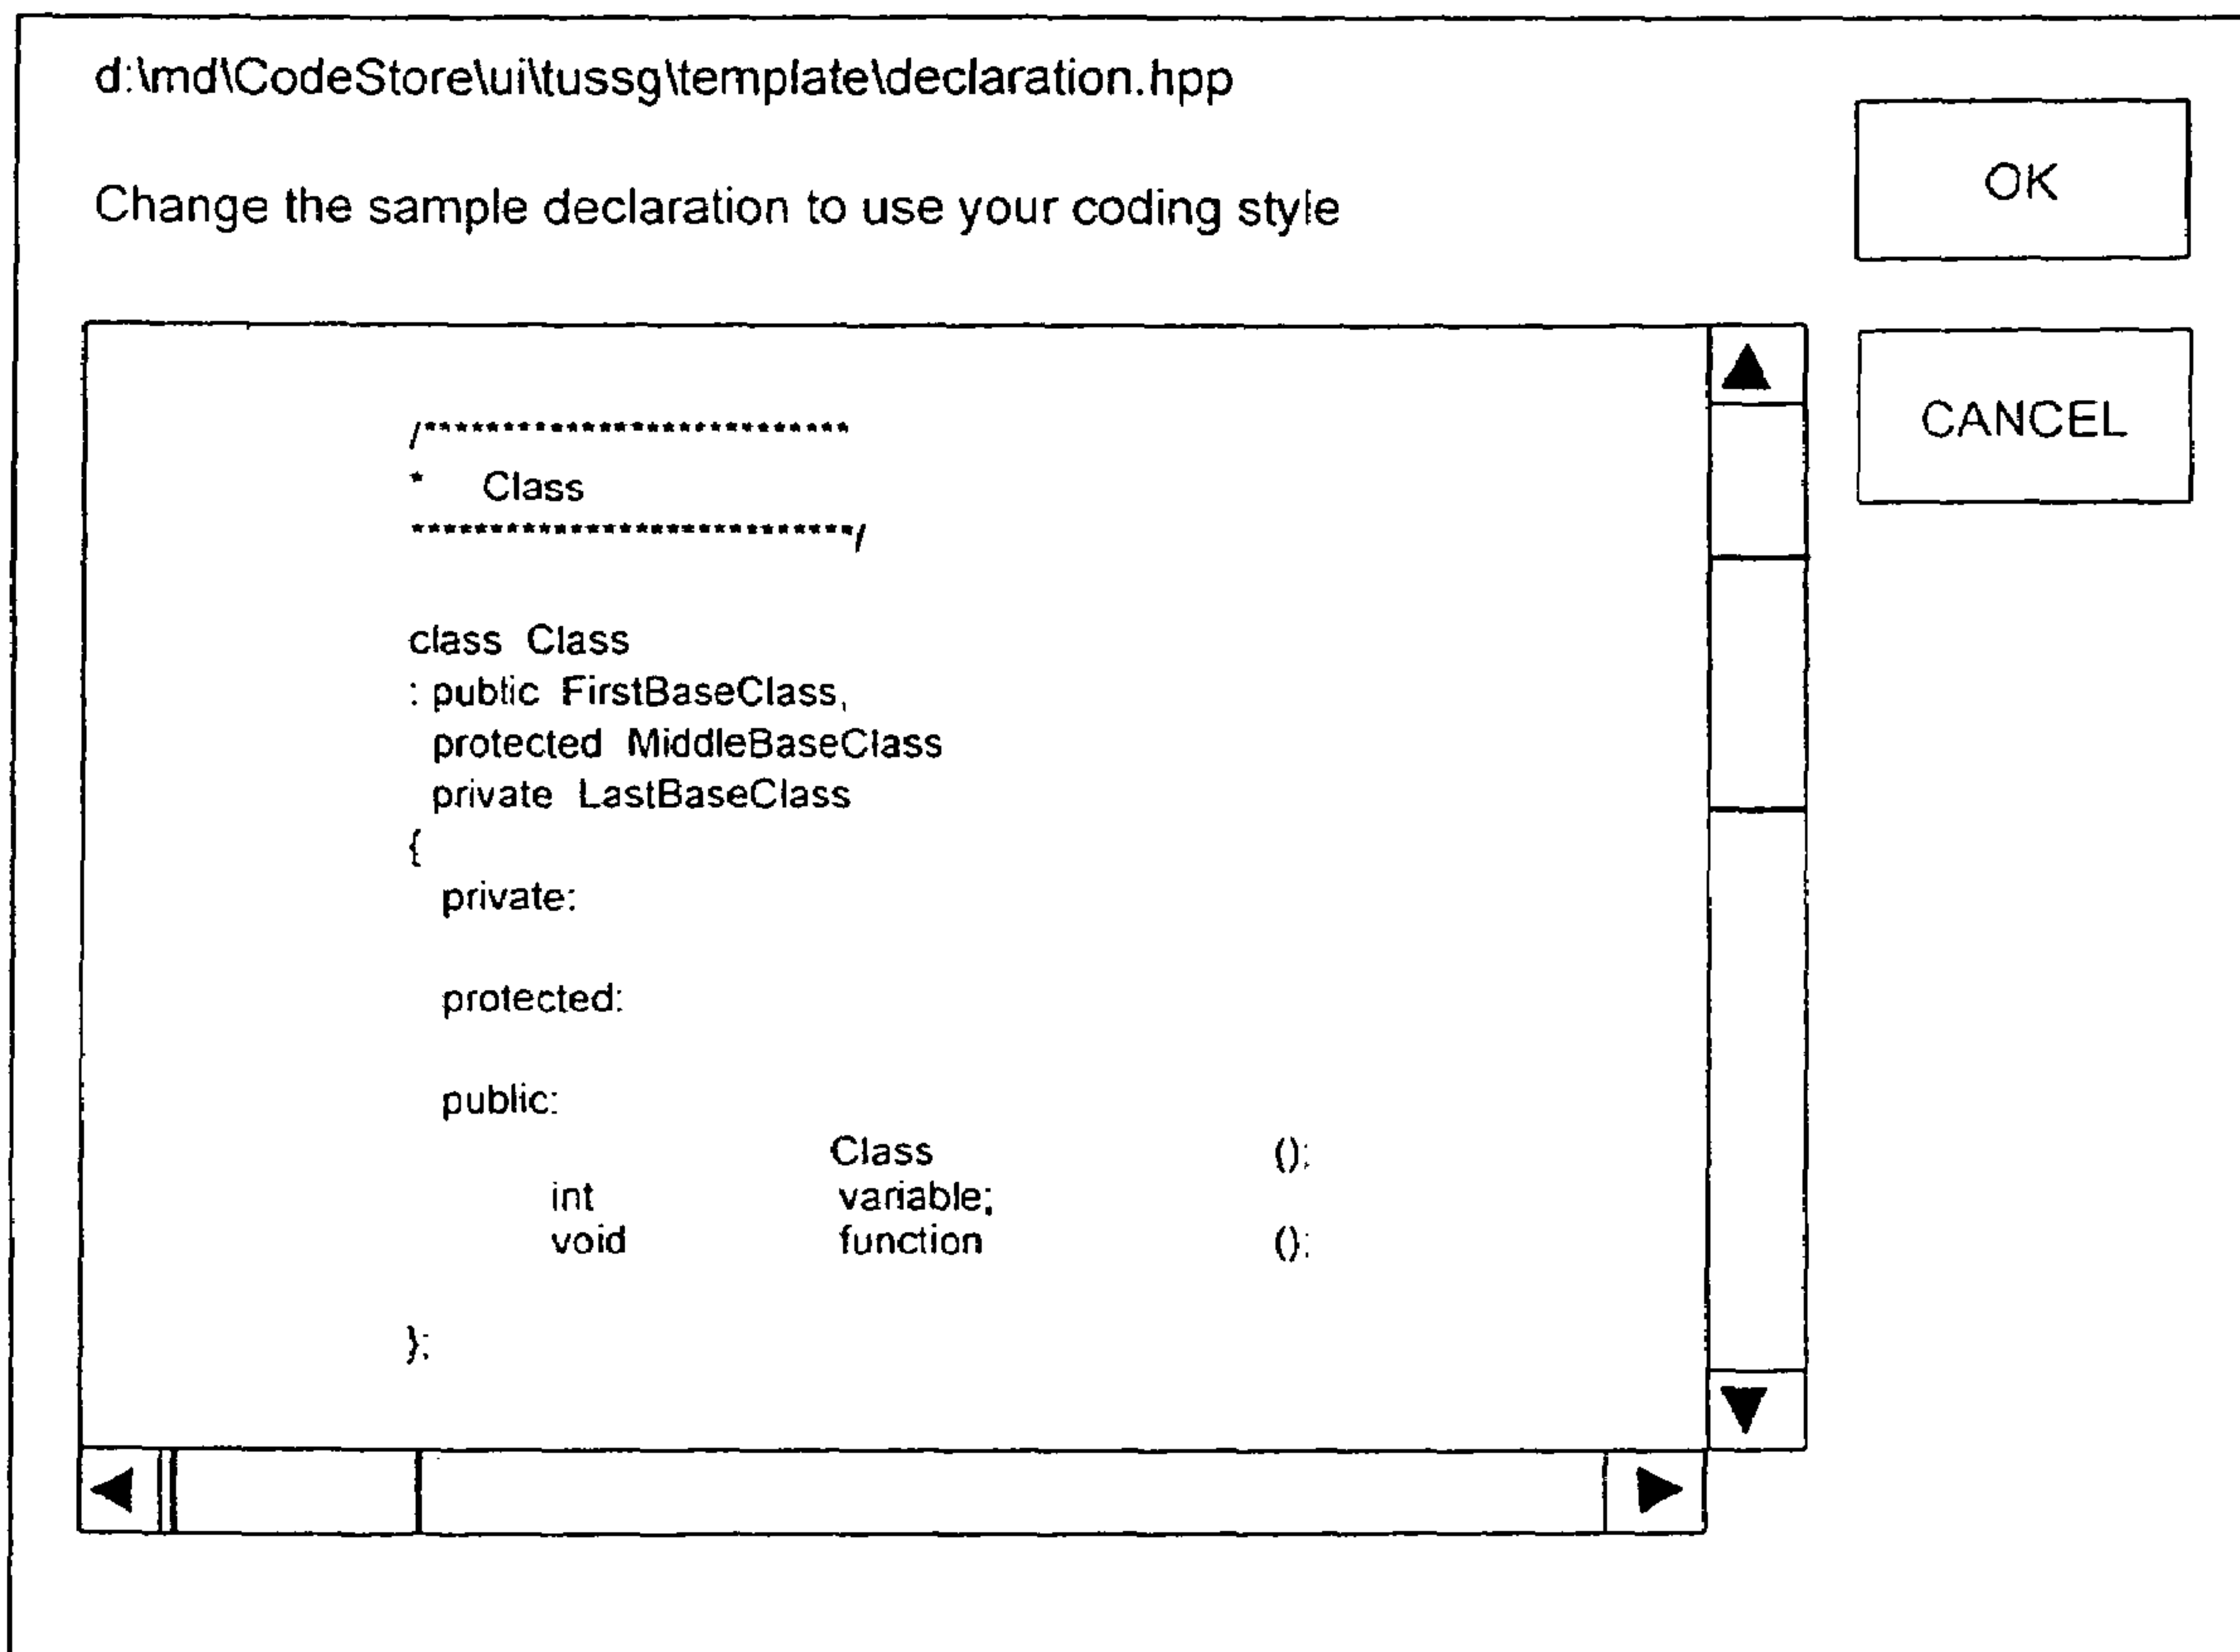 d:\md\CodeStore\ui\tussg\template\declaration.hpp
OK
Change the sample declaration to use your coding style
CANCEL
/***************************
* Class
****************************/
class Class
: public FirstBaseClass,
protected MiddleBaseClass
private LastBaseClass
{
private:
protected:
public:
Class ();
int variable;
void function ();
};